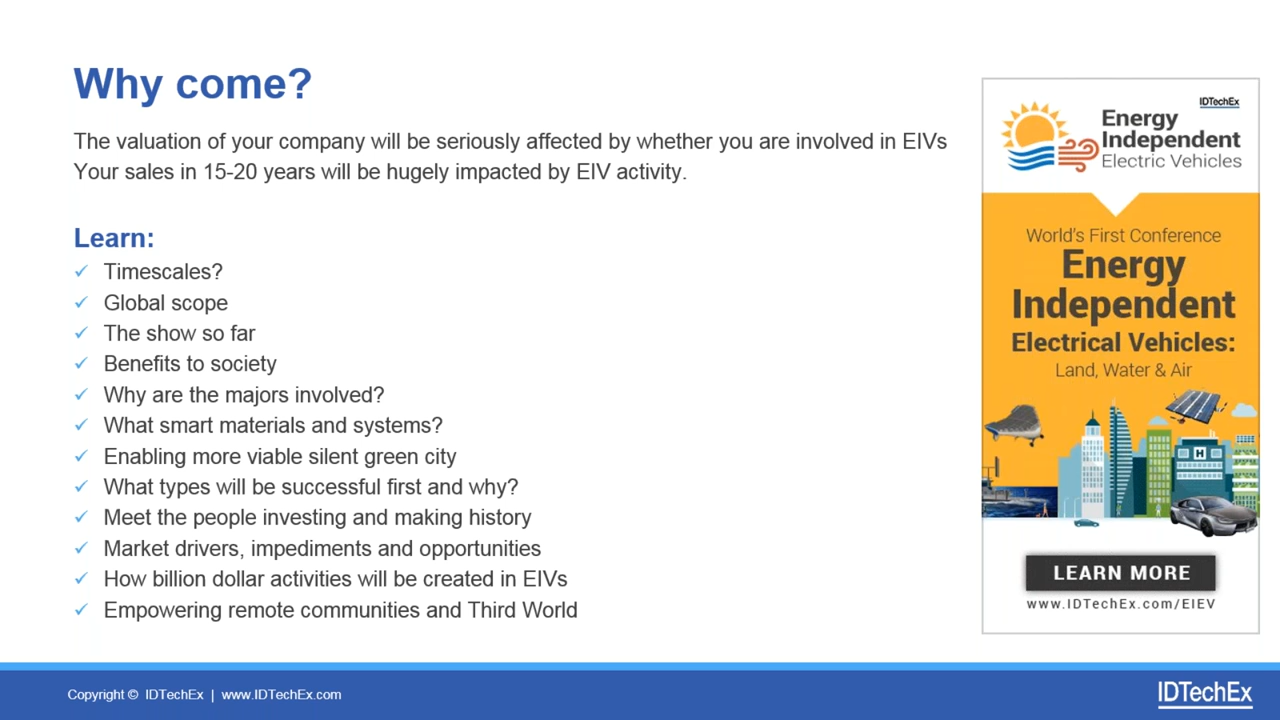 Why come?
The valuation of your company will be seriously affected by whether you are involved in EIVs
Your sales in 15-20 years will be hugely impacted by EIV activity.
Learn:
Timescales?
Global scope
The show so far
Benefits to society
Why are the majors involved?
What smart materials and systems?
Enabling more viable silent green city
What types will be successful first and why?
Meet the people investing and making history
Market drivers, impediments and opportunities
How billion dollar activities will be created in EIVs
Empowering remote communities and Third World
IDTechEx
Energy
Independent
Electric Vehicles
World's First Conference
Energy
Independent
Electrical Vehicles:
Land, Water & Air
H
LEARN MORE
www.IDTechEx.com/EIEV
Copyright © IDTechEx | www.IDTechEx.com
IDTechEx